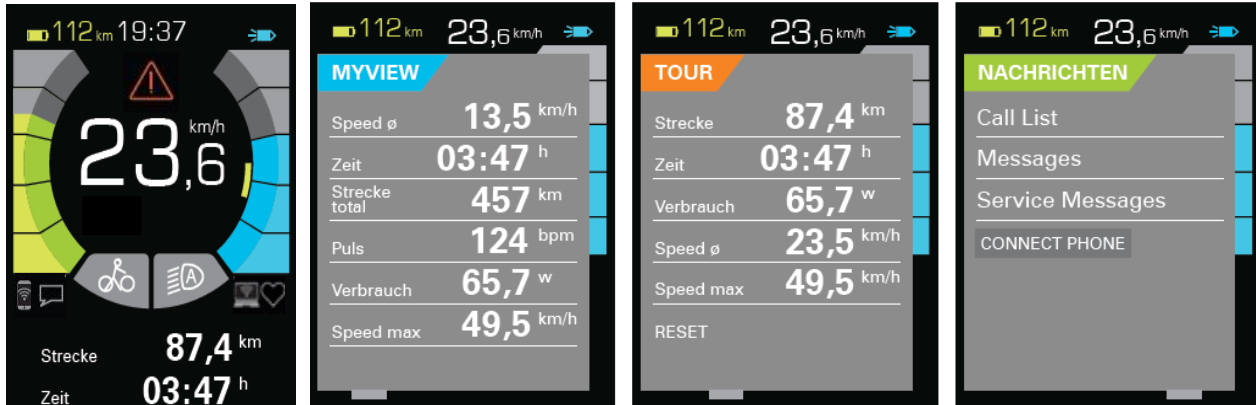 112 km 19:37
23,6 km/h
A
Strecke 87,4 km
Zeit 03:47 h
112 km 23,6 km/h
MYVIEW
Speed ø 13,5 km/h
Zeit 03:47 h
Strecke total 457 km
Puls 124 bpm
Verbrauch 65,7 w
Speed max 49,5 km/h
112 km 23,6 km/h
TOUR
Strecke 87,4 km
Zeit 03:47 h
Verbrauch 65,7 w
Speed ø 23,5 km/h
Speed max 49,5 km/h
RESET
112 km 23,6 km/h
NACHRICHTEN
Call List
Messages
Service Messages
CONNECT PHONE